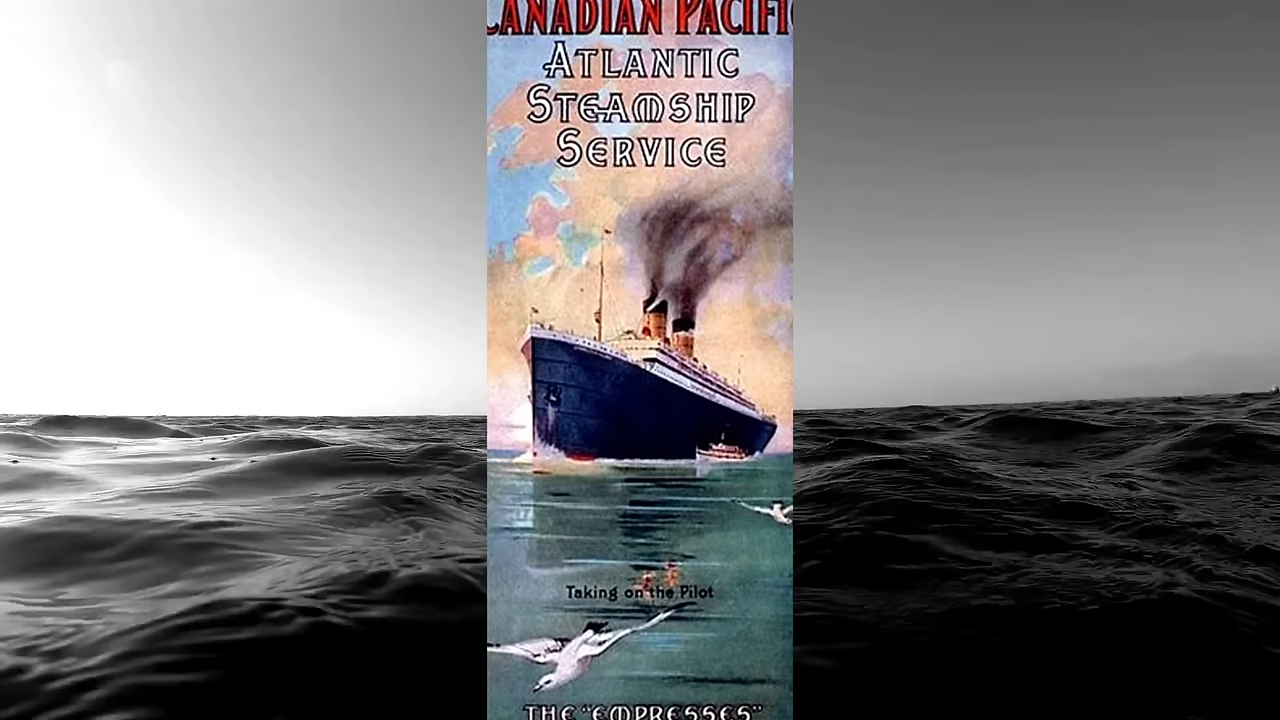 CANADIAN PACIFIC
ATLANTIC
STEAMSHIP
SERVICE
Taking on the Pilot
THE "EMPRESSES"